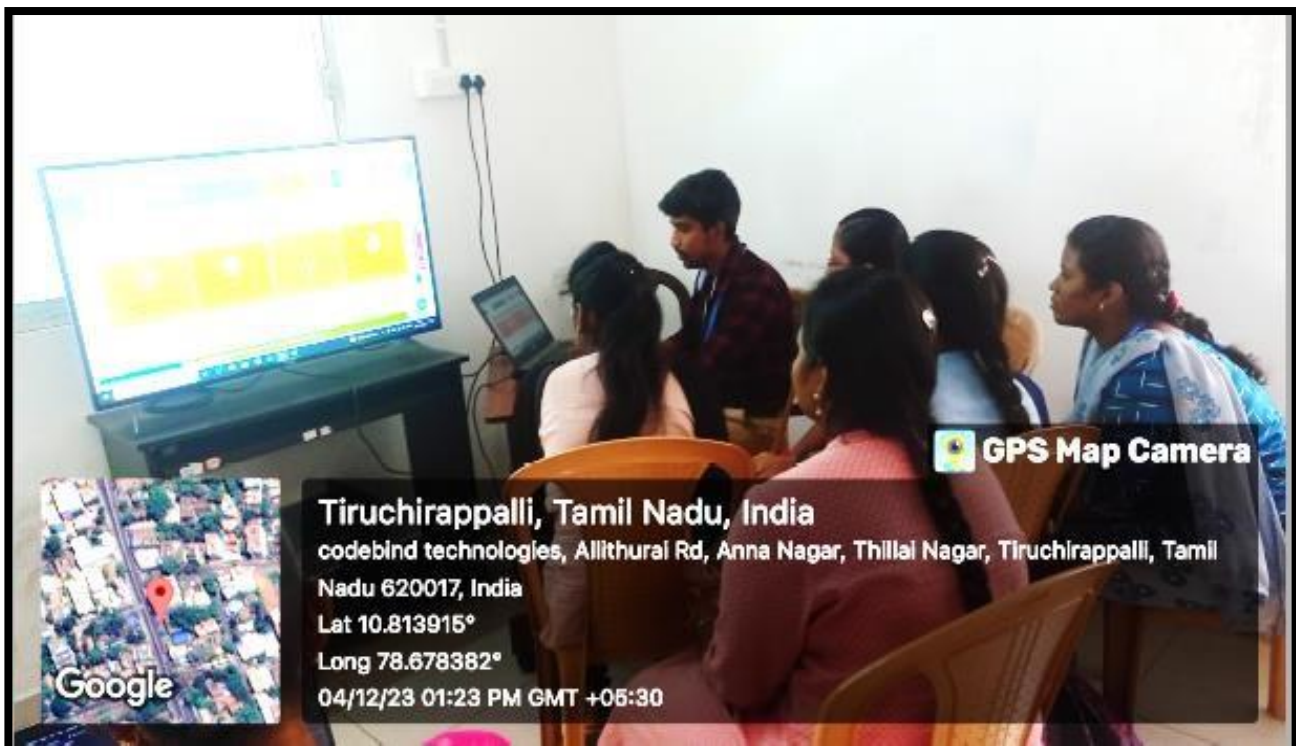 GPS Map Camera
Tiruchirappalli, Tamil Nadu, India
codebind technologies, Allithurai Rd, Anna Nagar, Thillai Nagar, Tiruchirappalli, Tamil
Nadu 620017, India
Lat 10.813915°
Long 78.678382°
04/12/23 01:23 PM GMT +05:30
Google